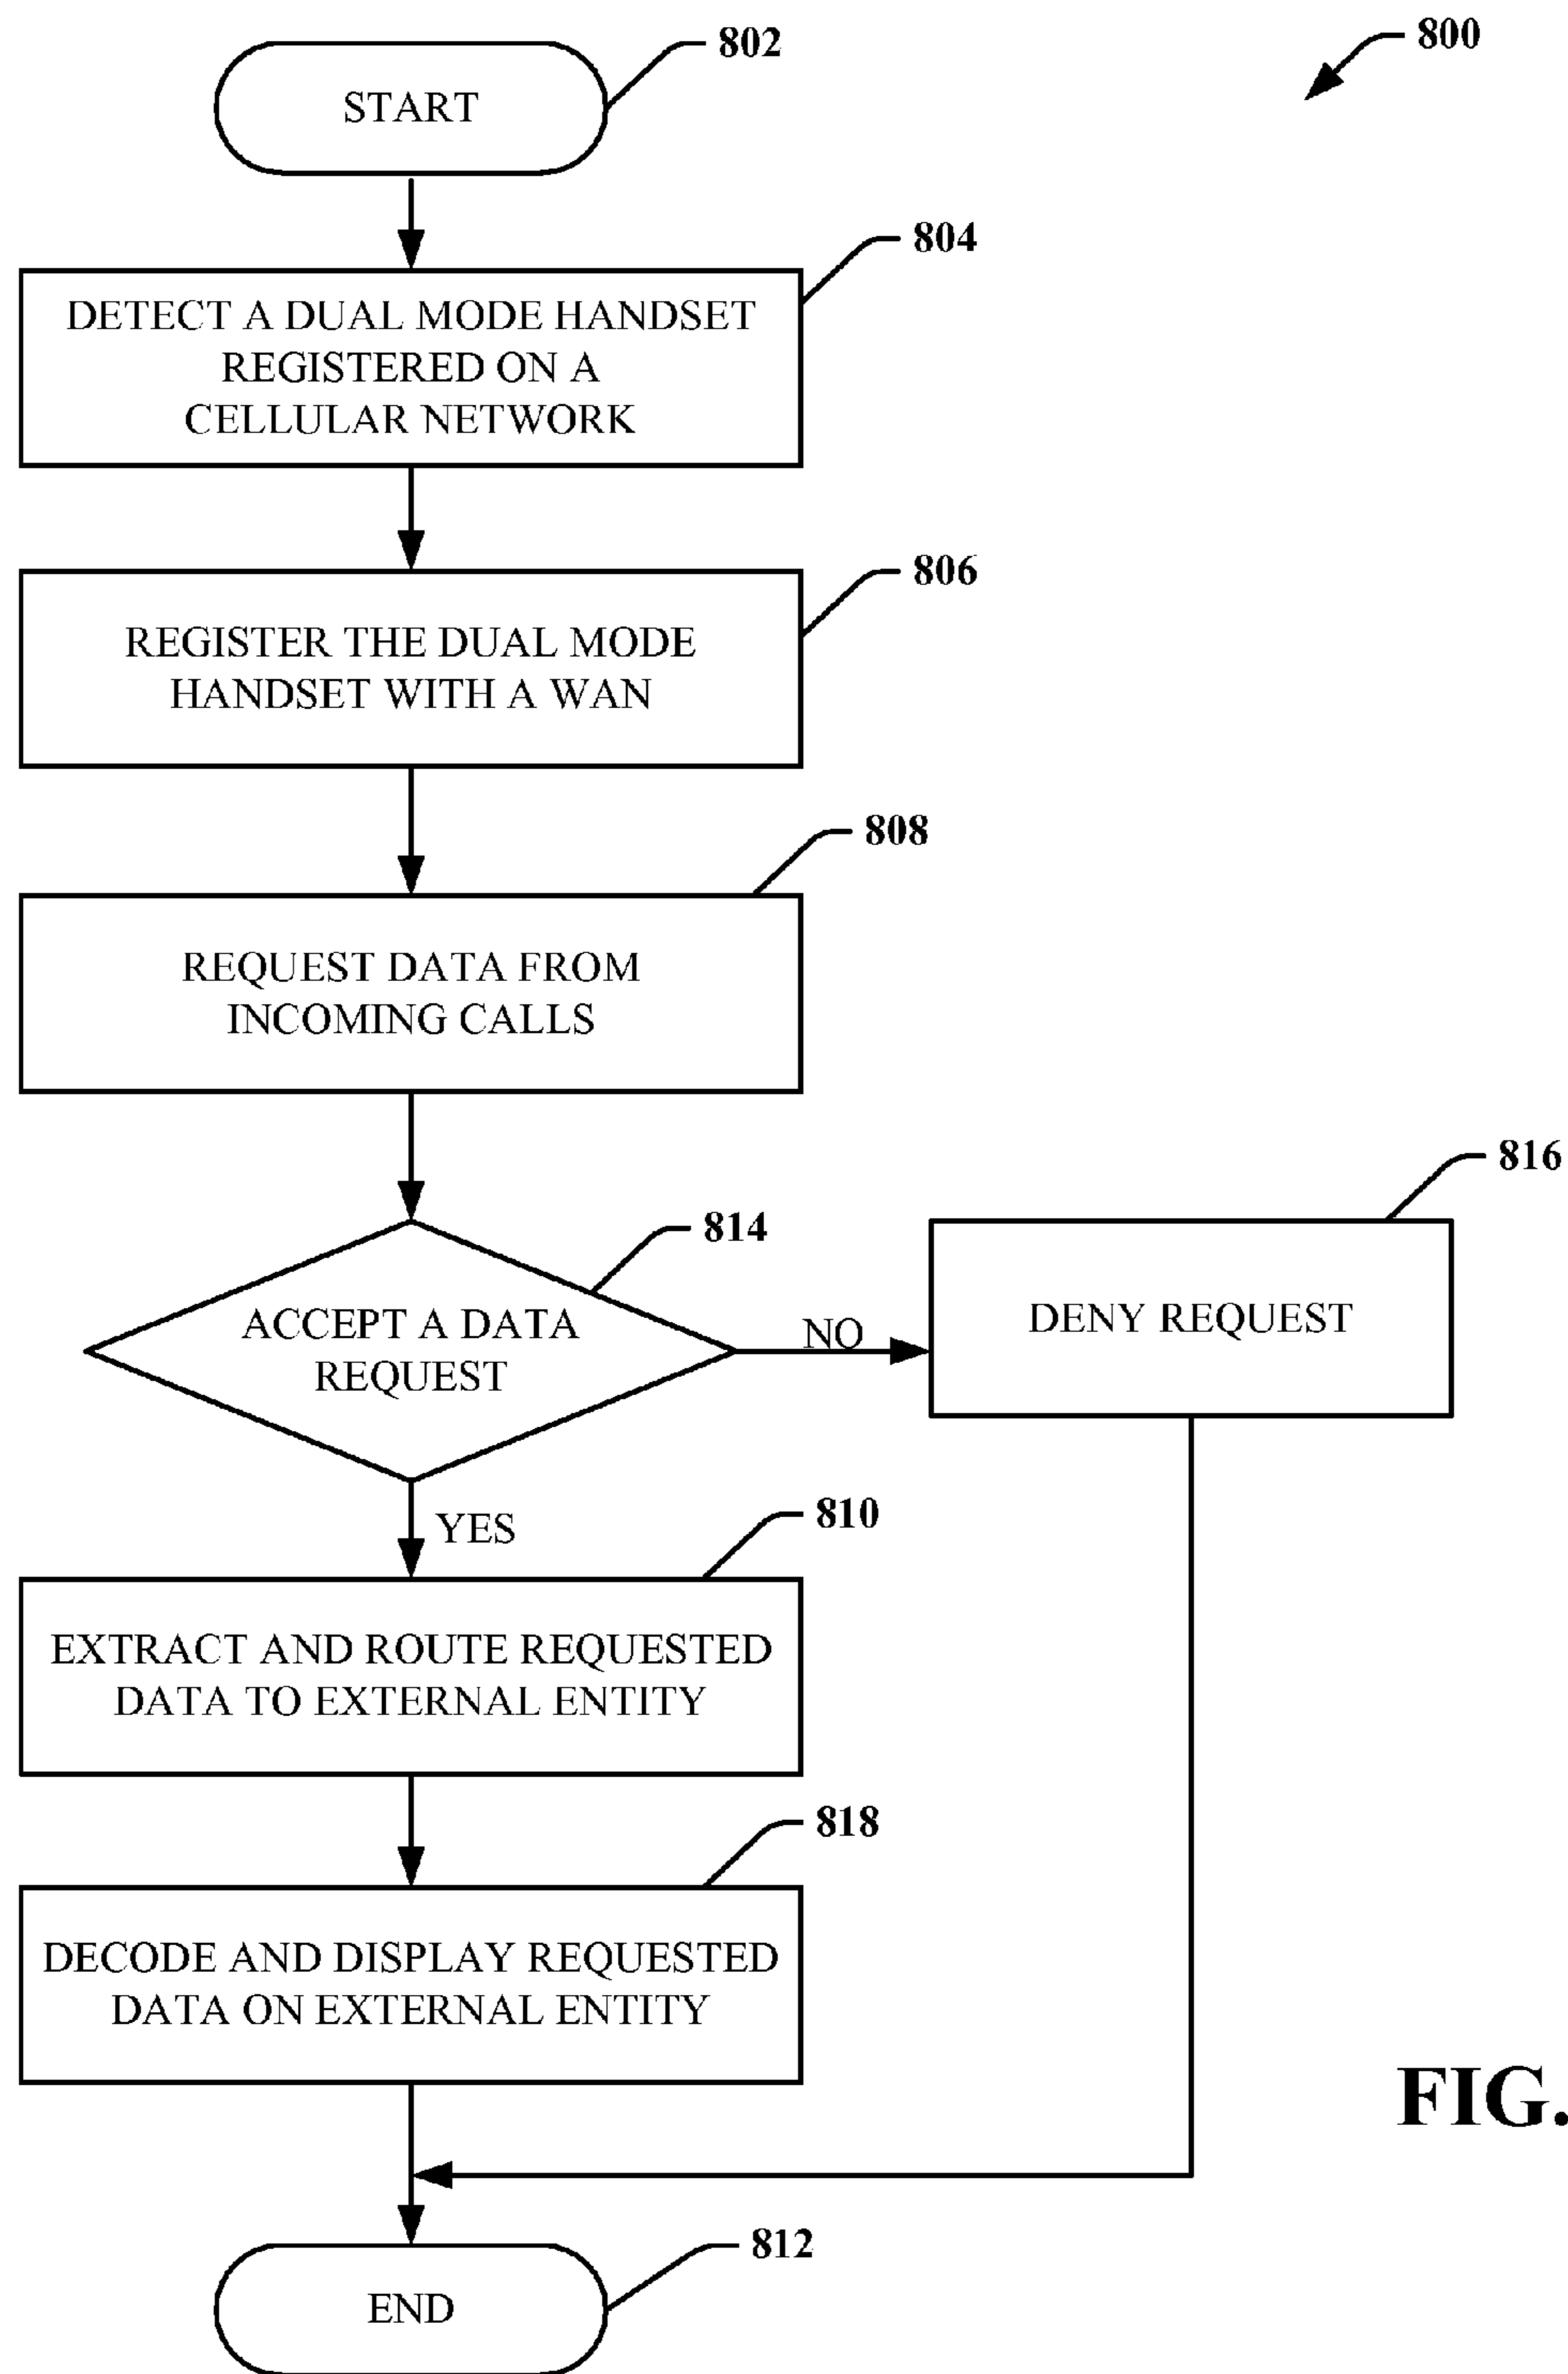 802
800
START
804
DETECT A DUAL MODE HANDSET
REGISTERED ON A
CELLULAR NETWORK
806
REGISTER THE DUAL MODE
HANDSET WITH A WAN
808
REQUEST DATA FROM
INCOMING CALLS
816
814
ACCEPT A DATA
REQUEST
NO
DENY REQUEST
YES
810
EXTRACT AND ROUTE REQUESTED
DATA TO EXTERNAL ENTITY
818
DECODE AND DISPLAY REQUESTED
DATA ON EXTERNAL ENTITY
FIG.
812
END